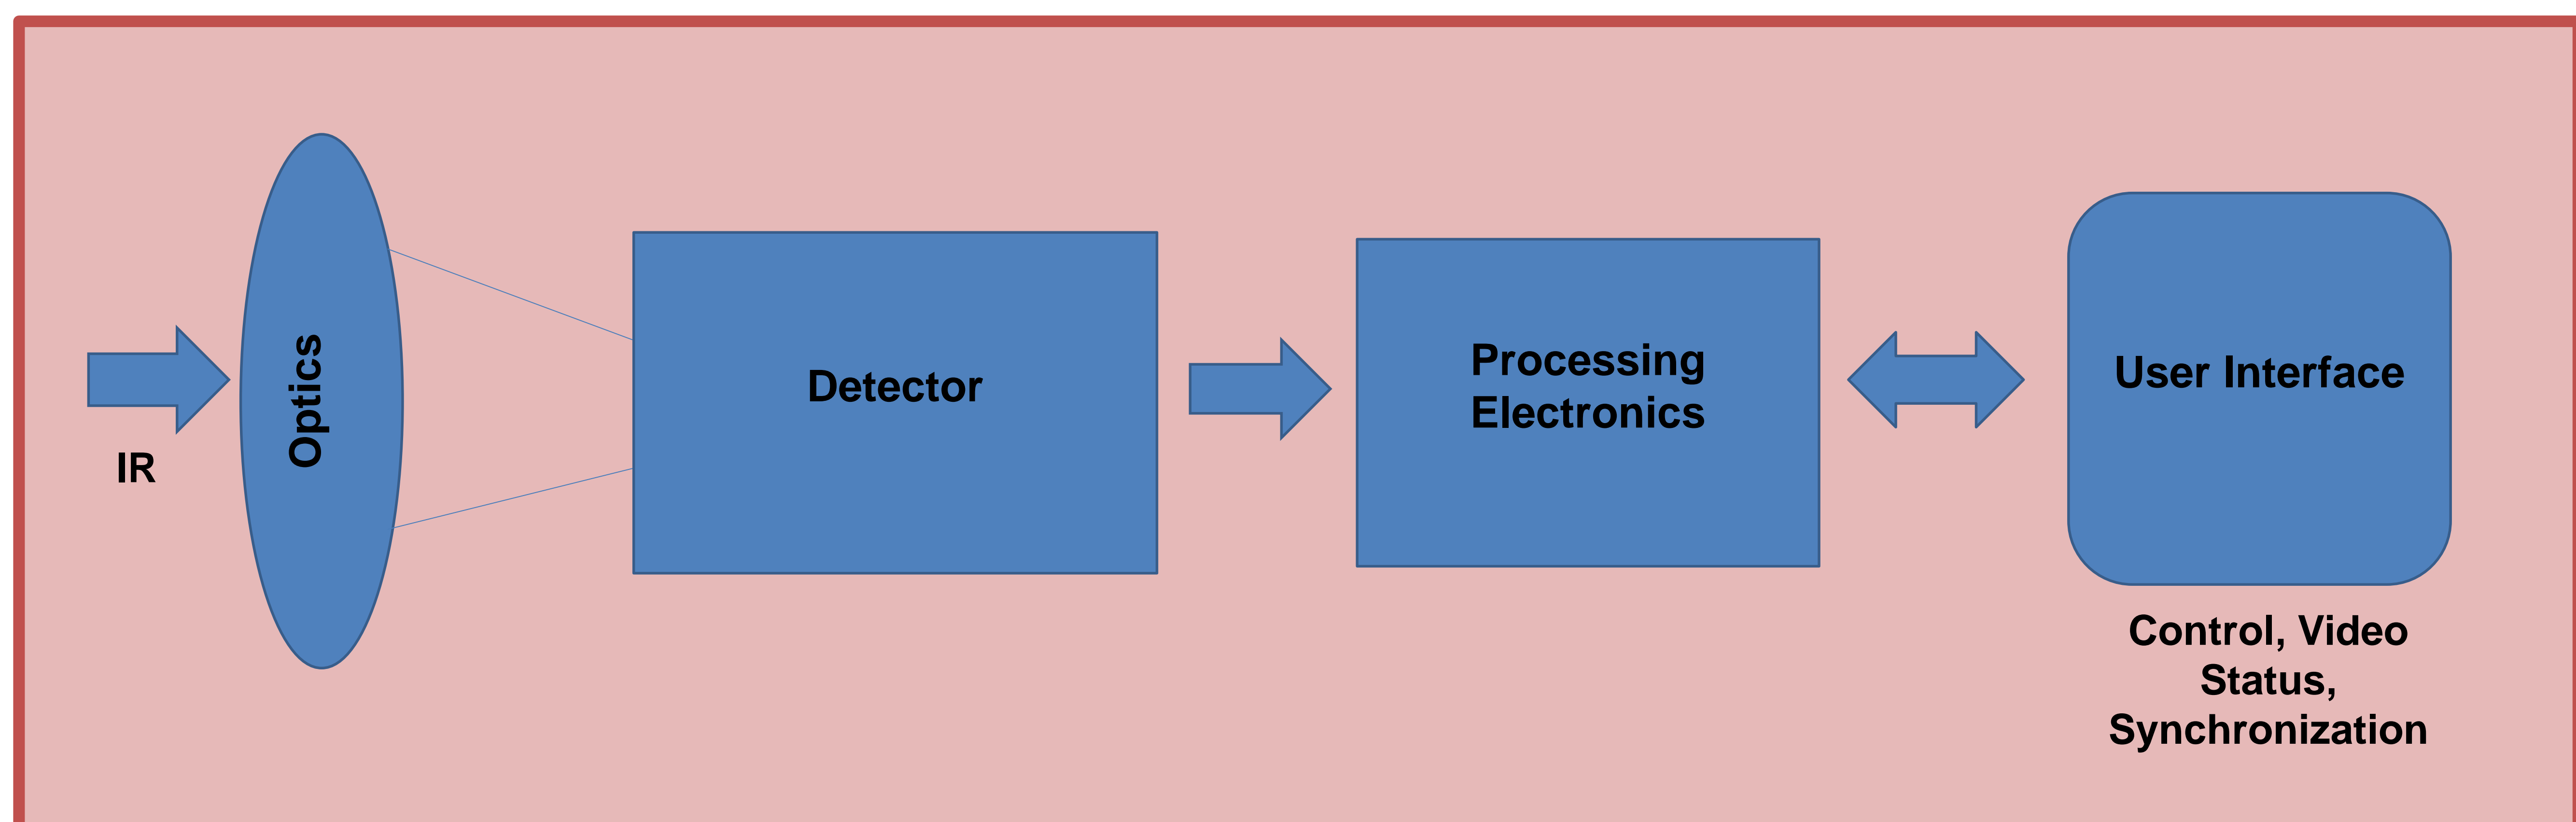 IR
Optics
Detector
Processing
Electronics
User Interface
Control, Video
Status,
Synchronization